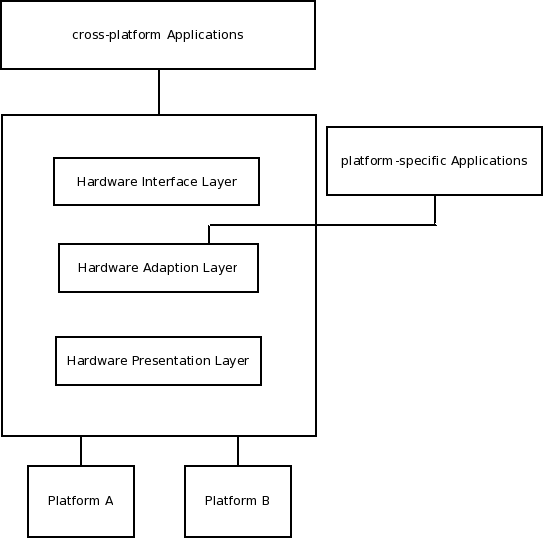 cross-platform Applications
platform-specific Applications
Hardware Interface Layer
Hardware Adaption Layer
Hardware Presentation Layer
Platform A
Platform B